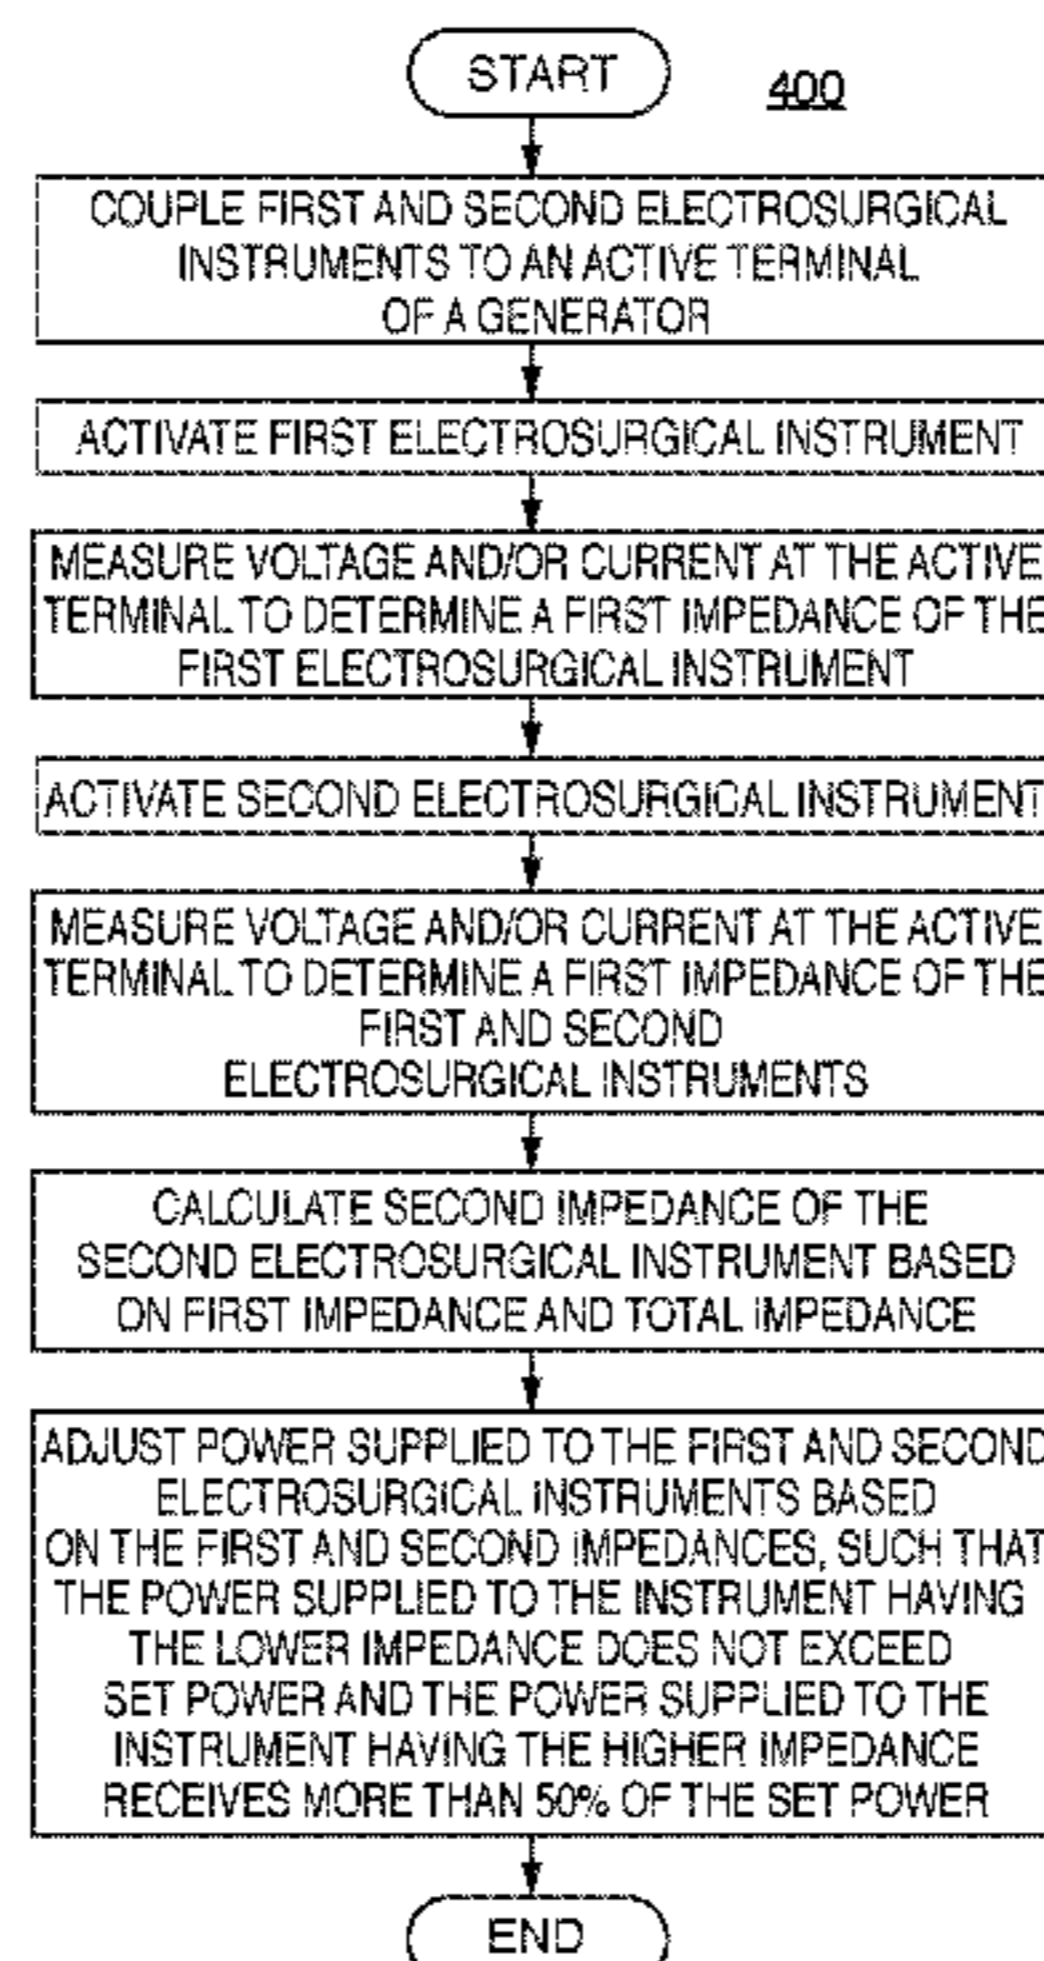 START
400
COUPLE FIRST AND SECOND ELECTROSURGICAL
INSTRUMENTS TO AN ACTIVE TERMINAL
OF A GENERATOR
ACTIVATE FIRST ELECTROSURGICAL INSTRUMENT
MEASURE VOLTAGE AND/OR CURRENT AT THE ACTIVE
TERMINAL TO DETERMINE A FIRST IMPEDANCE OF THE
FIRST ELECTROSURGICAL INSTRUMENT
ACTIVATE SECOND ELECTROSURGICAL INSTRUMENT
MEASURE VOLTAGE AND/OR CURRENT AT THE ACTIVE
TERMINAL TO DETERMINE A FIRST IMPEDANCE OF THE
FIRST AND SECOND
ELECTROSURGICAL INSTRUMENTS
CALCULATE SECOND IMPEDANCE OF THE
SECOND ELECTROSURGICAL INSTRUMENT BASED
ON FIRST IMPEDANCE AND TOTAL IMPEDANCE
ADJUST POWER SUPPLIED TO THE FIRST AND SECOND
ELECTROSURGICAL INSTRUMENTS BASED
ON THE FIRST AND SECOND IMPEDANCES, SUCH THAT
THE POWER SUPPLIED TO THE INSTRUMENT HAVING
THE LOWER IMPEDANCE DOES NOT EXCEED
SET POWER AND THE POWER SUPPLIED TO THE
INSTRUMENT HAVING THE HIGHER IMPEDANCE
RECEIVES MORE THAN 50% OF THE SET POWER
END